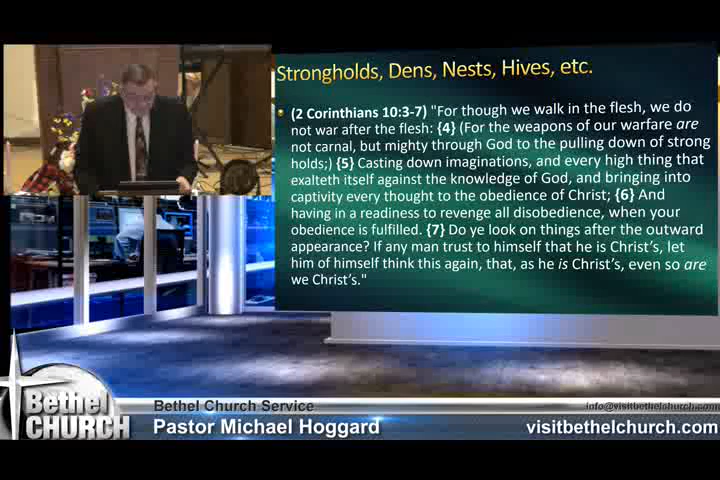 Strongholds, Dens, Nests, Hives, etc.
(2 Corinthians 10:3-7) "For though we walk in the flesh, we do
not war after the flesh: {4} (For the weapons of our warfare are
not carnal, but mighty through God to the pulling down of strong
holds;) {5} Casting down imaginations, and every high thing that
exalteth itself against the knowledge of God, and bringing into
captivity every thought to the obedience of Christ; {6} And
having in a readiness to revenge all disobedience, when your
obedience is fulfilled. {7} Do ye look on things after the outward
appearance? If any man trust to himself that he is Christ's, let
him of himself think this again, that, as he is Christ's, even so are
we Christ's."
Bethel
CHURCH
Bethel Church Service
info@visitbethelchurch.com
Pastor Michael Hoggard
visitbethelchurch.com